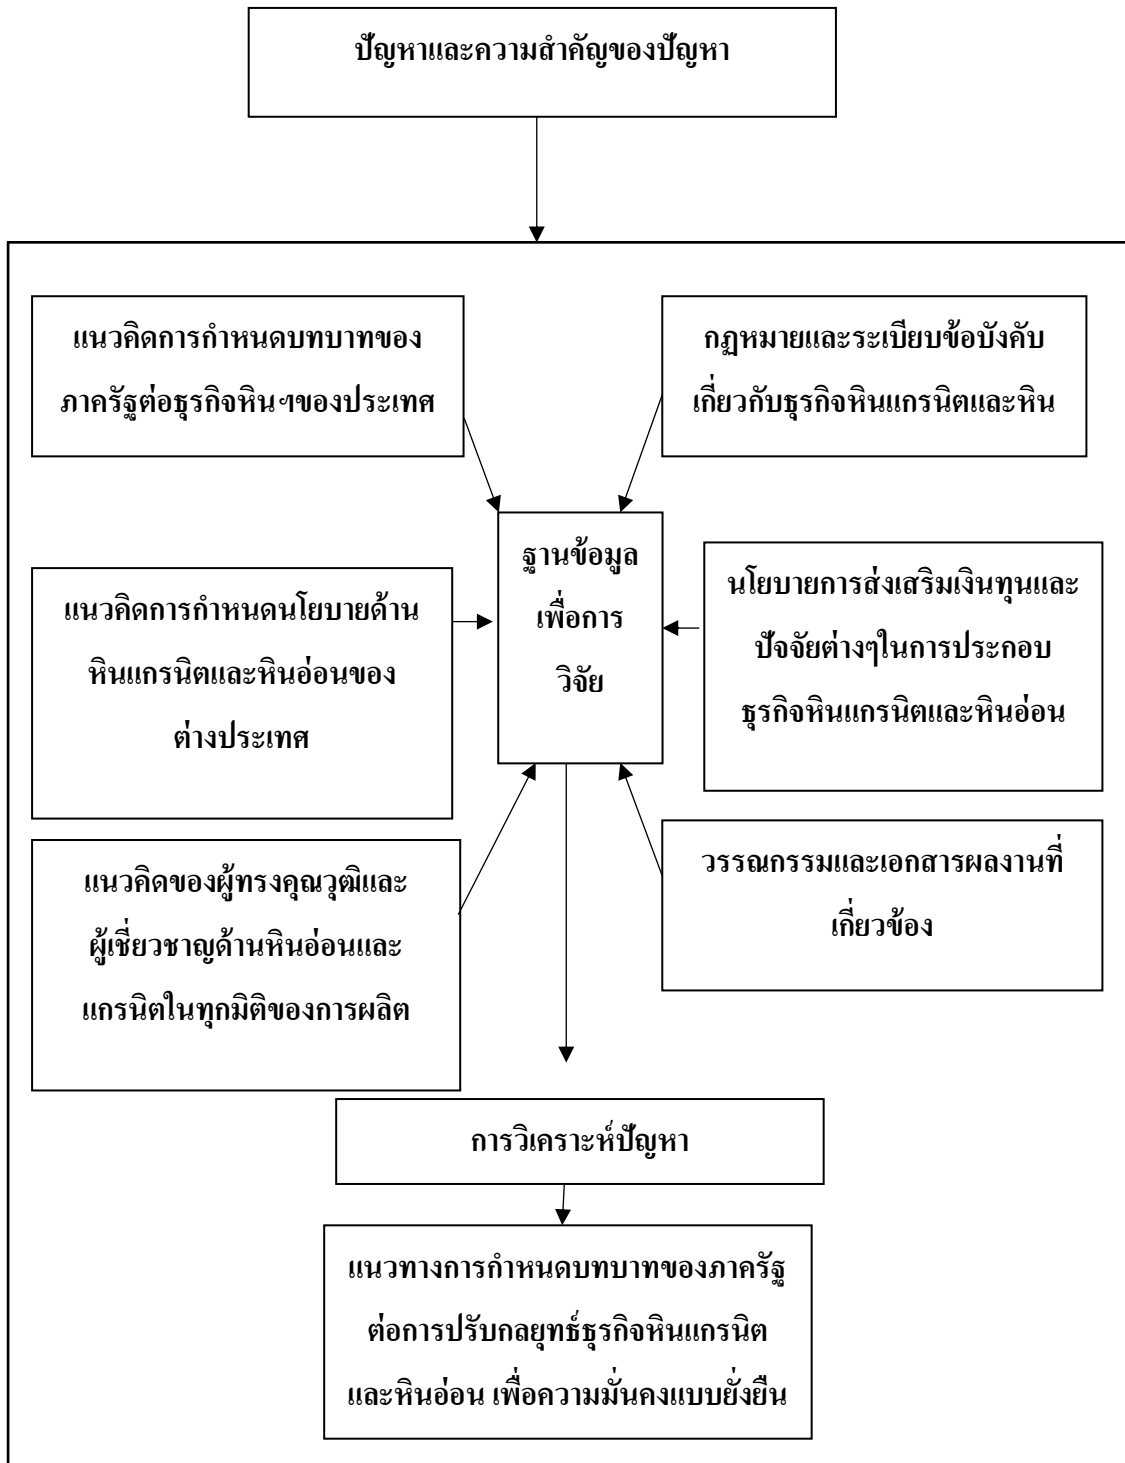 ปัญหาและความสำคัญของปัญหา
แนวคิดการกำหนดบทบาทของ
ภาครัฐต่อธุรกิจหินฯของประเทศ
กฏหมายและระเบียบข้อบังคับ
เกี่ยวกับธุรกิจหินแกรนิตและหิน
ฐานข้อมูล
เพื่อการ
วิจัย
แนวคิดการกำหนดนโยบายด้าน
หินแกรนิตและหินอ่อนของ
ต่างประเทศ
นโยบายการส่งเสริมเงินทุนและ
ปัจจัยต่างๆในการประกอบ
ธุรกิจหินแกรนิตและหินอ่อน
แนวคิดของผู้ทรงคุณวุฒิและ
ผู้เชี่ยวชาญด้านหินอ่อนและ
แกรนิตในทุกมิติของการผลิต
วรรณกรรมและเอกสารผลงานที่
เกี่ยวข้อง
การวิเคราะห์ปัญหา
แนวทางการกำหนดบทบาทของภาครัฐ
ต่อการปรับกลยุทธ์ธุรกิจหินแกรนิต
และหินอ่อน เพื่อความมั่นคงแบบยั่งยืน